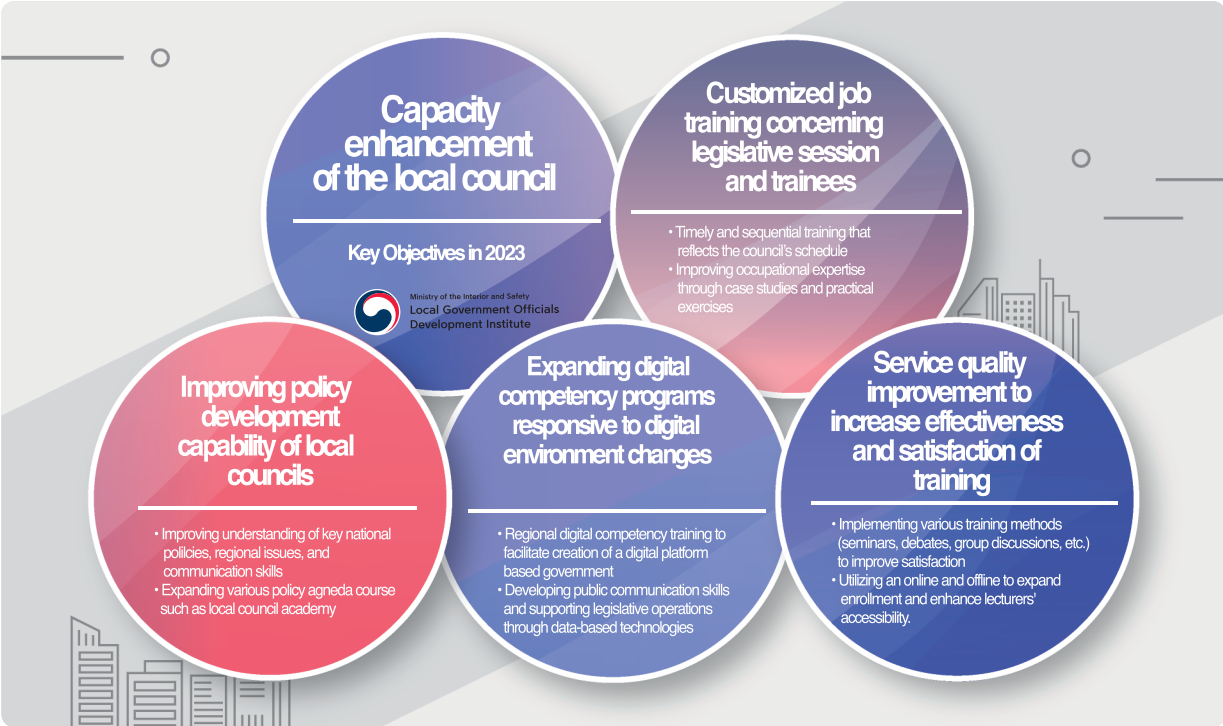 Capacity
enhancement
of the local council
Key Objectives in 2023
Ministry of the Interior and Safety
Local Government Officials
Development Institute
Customized job
training concerning
legislative session
and trainees
• Timely and sequential training that
reflects the council's schedule
• Improving occupational expertise
through case studies and practical
exercises
Improving policy
development
capability of local
councils
• Improving understanding of key national
policies, regional issues, and
communication skills
• Expanding various policy agneda course
such as local council academy
Expanding digital
competency programs
responsive to digital
environment changes
• Regional digital competency training to
facilitate creation of a digital platform
based government
• Developing public communication skills
and supporting legislative operations
through data-based technologies
Service quality
improvement to
increase effectiveness
and satisfaction of
training
• Implementing various training methods
(seminars, debates, group discussions, etc.)
to improve satisfaction
• Utilizing an online and offline to expand
enrollment and enhance lecturers'
accessibility.